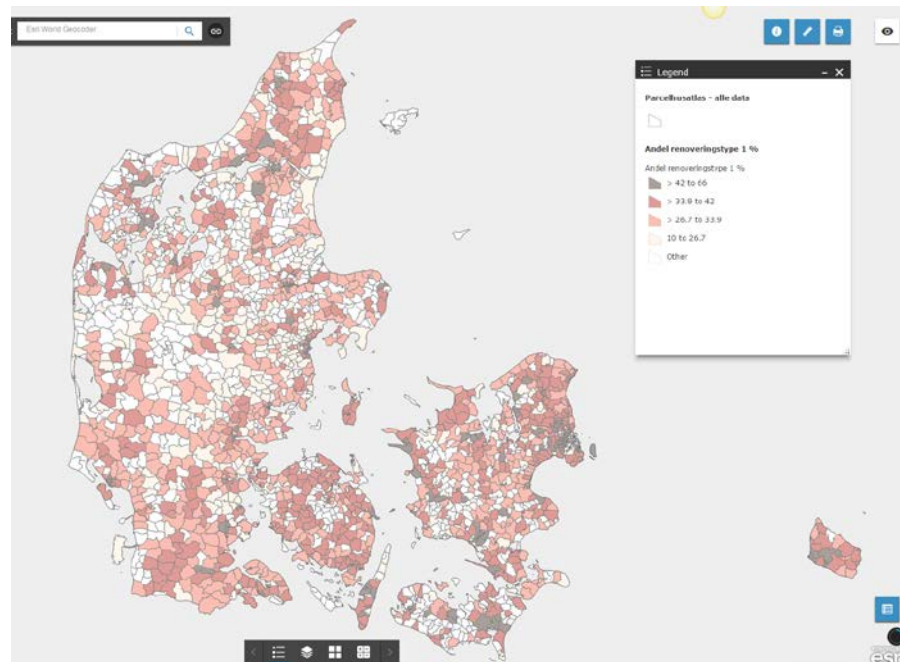 Esri World Geocoder
Legend
Parcelhusatlas - alle data
Andel renoveringstype 1 %
Andel renoveringstype 1 %
> 42 to 66
> 33.9 to 42
> 26.7 to 33.9
10 to 26.7
Other
esri